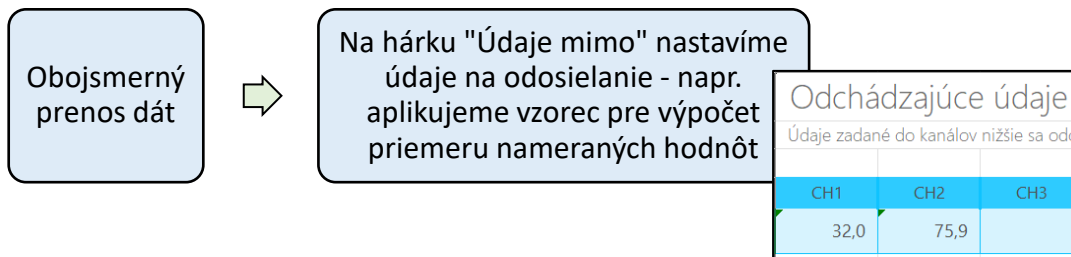 Obojsmerný
prenos dát
Na hárku "Údaje mimo" nastavíme
údaje na odosielanie - napr.
aplikujeme vzorec pre výpočet
priemeru nameraných hodnôt
Odchádzajúce údaje
Údaje zadané do kanálov nižšie sa
CH1 CH2 CH3
32,0 75,9